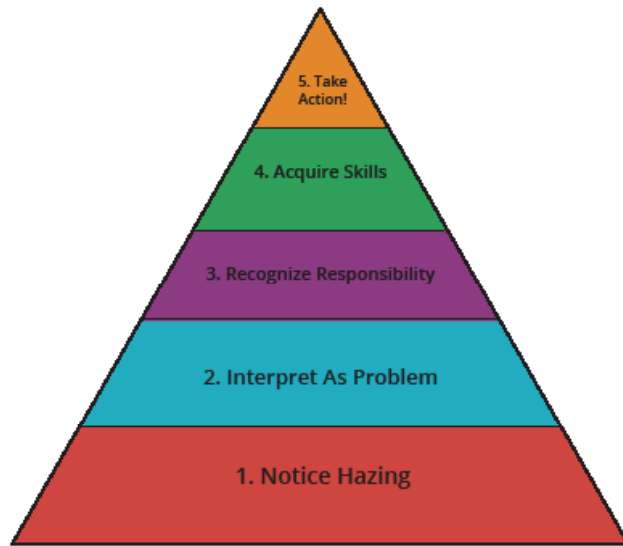 5. Take
Action!
4. Acquire Skills
3. Recognize Responsibility
2. Interpret As Problem
1. Notice Hazing